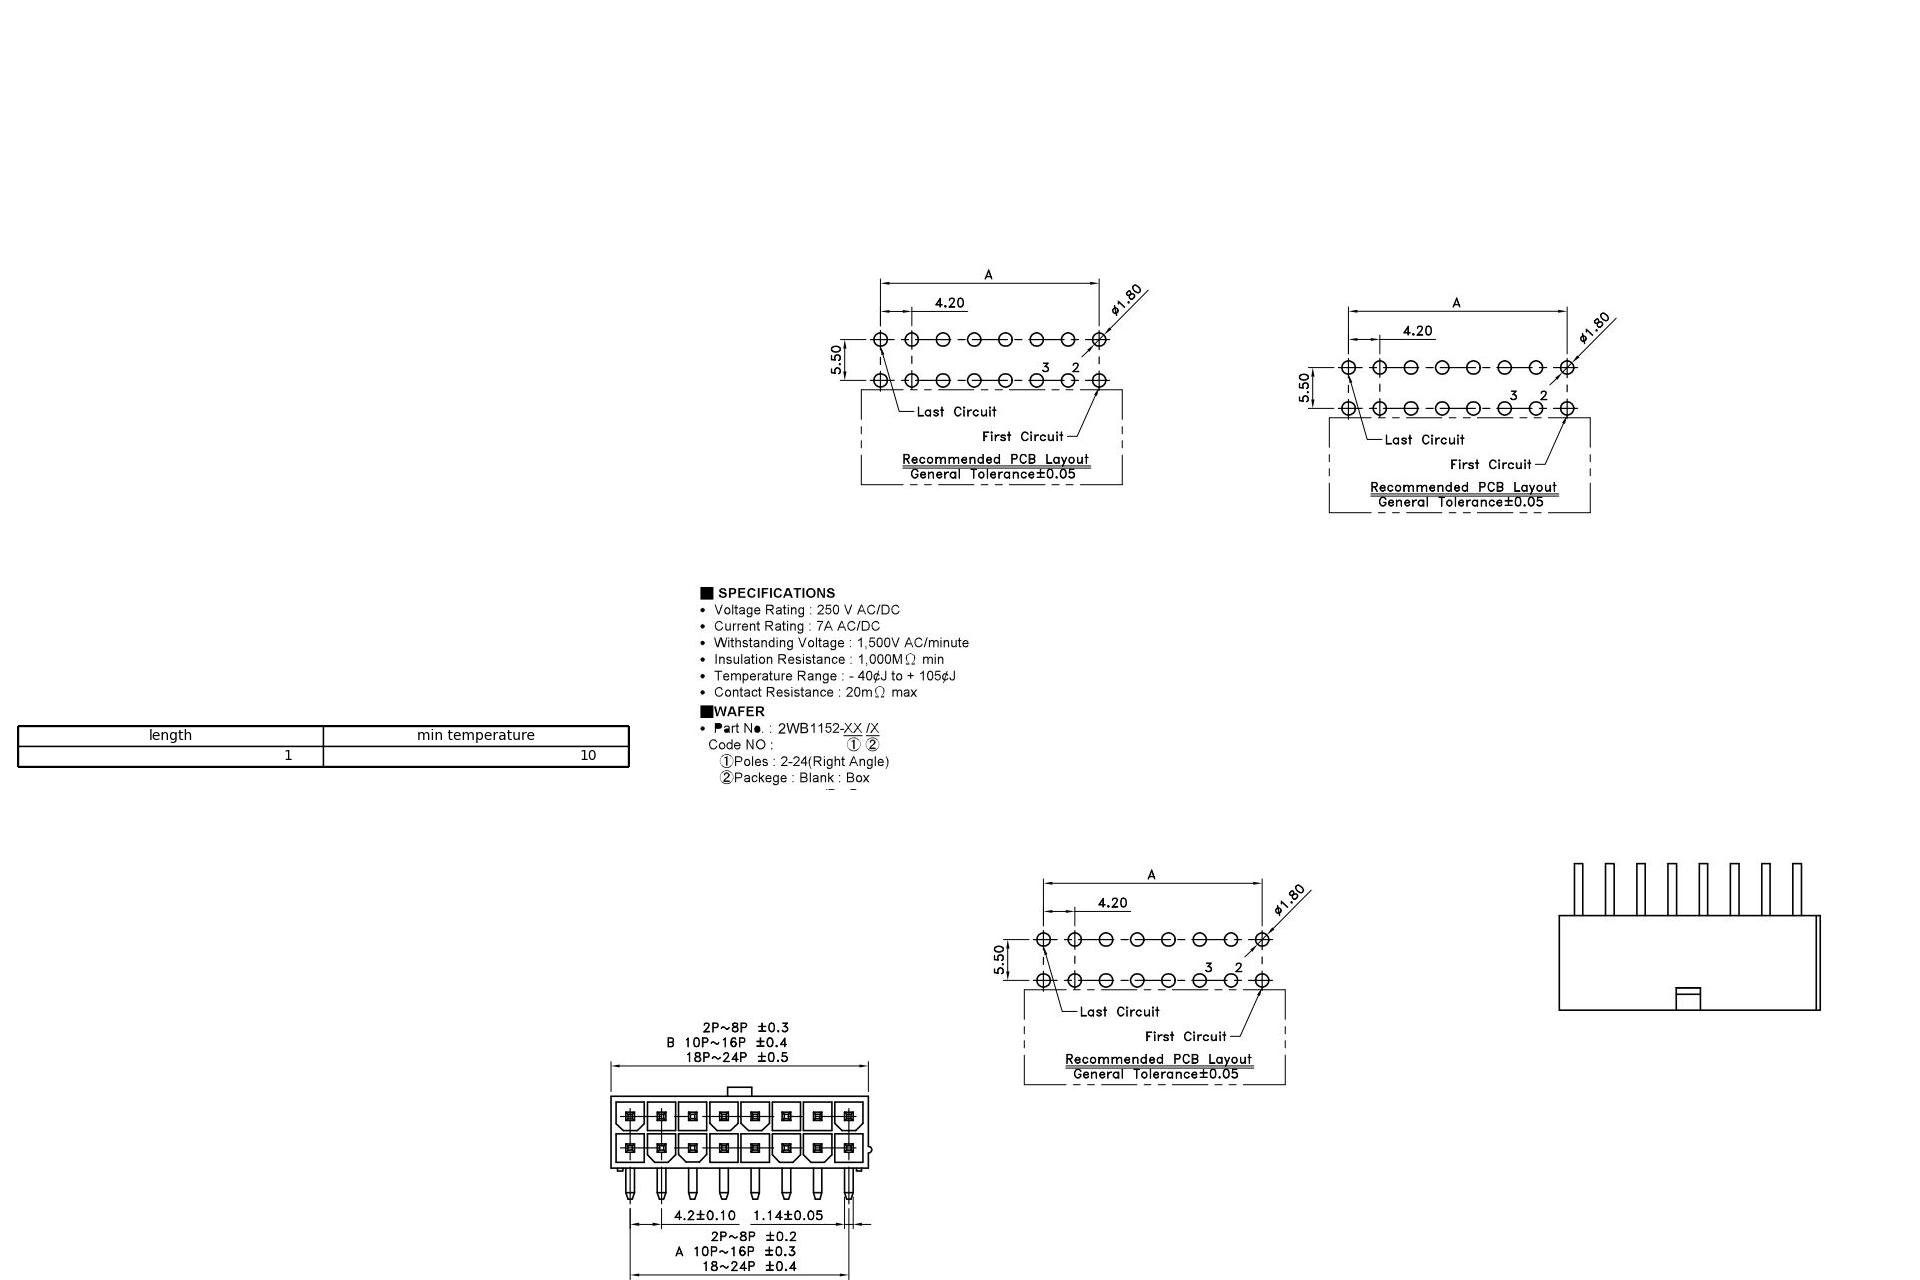 A
4.20
ø1.80
5.50
3 2
Last Circuit
First Circuit
Recommended PCB Layout
General Tolerance±0.05
A
4.20
ø1.80
5.50
3 2
Last Circuit
First Circuit
Recommended PCB Layout
General Tolerance±0.05
■ SPECIFICATIONS
• Voltage Rating : 250 V AC/DC
• Current Rating : 7A AC/DC
• Withstanding Voltage : 1,500V AC/minute
• Insulation Resistance : 1,000MΩ min
• Temperature Range : - 40¢J to + 105¢J
• Contact Resistance : 20mΩ max
■WAFER
• Part No. : 2WB1152-XX /X
Code NO : ① ②
①Poles : 2-24(Right Angle)
②Packege : Blank : Box
length min temperature
1 10
A
4.20
ø1.80
5.50
3 2
Last Circuit
First Circuit
Recommended PCB Layout
General Tolerance±0.05
2P~8P ±0.3
B 10P~16P ±0.4
18P~24P ±0.5
4.2±0.10 1.14±0.05
2P~8P ±0.2
A 10P~16P ±0.3
18~24P ±0.4